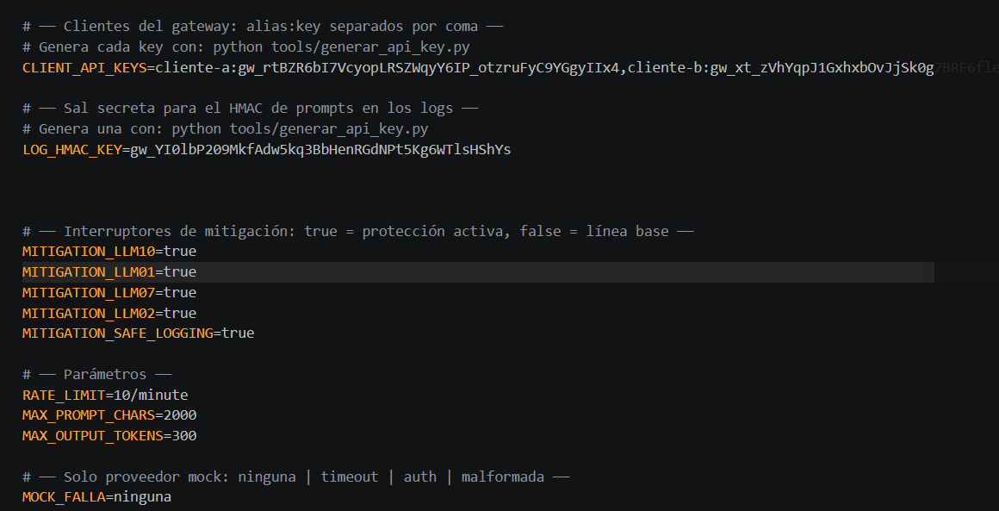 # —— Clientes del gateway: alias:key separados por coma ——
# Genera cada key con: python tools/generar_api_key.py
CLIENT_API_KEYS=cliente-a:gw_rtBZR6bI7VcyopLRSZWqyY6IP_otzruFyC9YGgyIIx4,cliente-b:gw_xt_zVhYqpJ1GxhxbOvJjSk0g7BRF6fle
# —— Sal secreta para el HMAC de prompts en los logs ——
# Genera una con: python tools/generar_api_key.py
LOG_HMAC_KEY=gw_YI0lbP209MkfAdw5kq3BbHenRGdNPt5Kg6WTlsHShYs
# —— Interruptores de mitigación: true = protección activa, false = línea base ——
MITIGATION_LLM10=true
MITIGATION_LLM01=true
MITIGATION_LLM07=true
MITIGATION_LLM02=true
MITIGATION_SAFE_LOGGING=true
# —— Parámetros ——
RATE_LIMIT=10/minute
MAX_PROMPT_CHARS=2000
MAX_OUTPUT_TOKENS=300
# —— Solo proveedor mock: ninguna | timeout | auth | malformada ——
MOCK_FALLA=ninguna